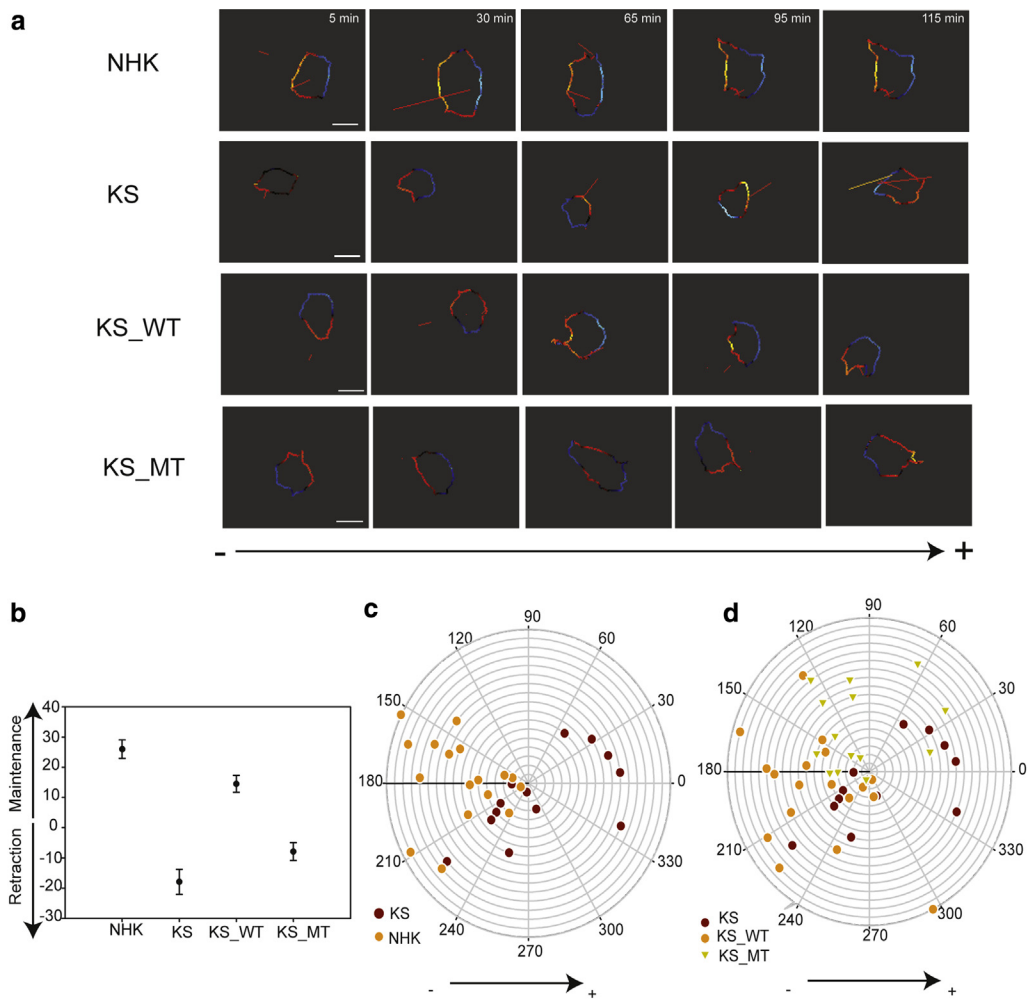 a
5 min 30 min 65 min 95 min 115 min
NHK
KS
KS_WT
KS_MT
- +
b
Maintenance
Retraction
40
30
20
10
0
-10
-20
-30
NHK KS KS_WT KS_MT
c
90
120 60
150 30
180 0
210 330
240 300
270
KS
NHK
- +
d
90
120 60
150 30
180 0
210 330
240 300
270
KS
KS_WT
KS_MT
- +